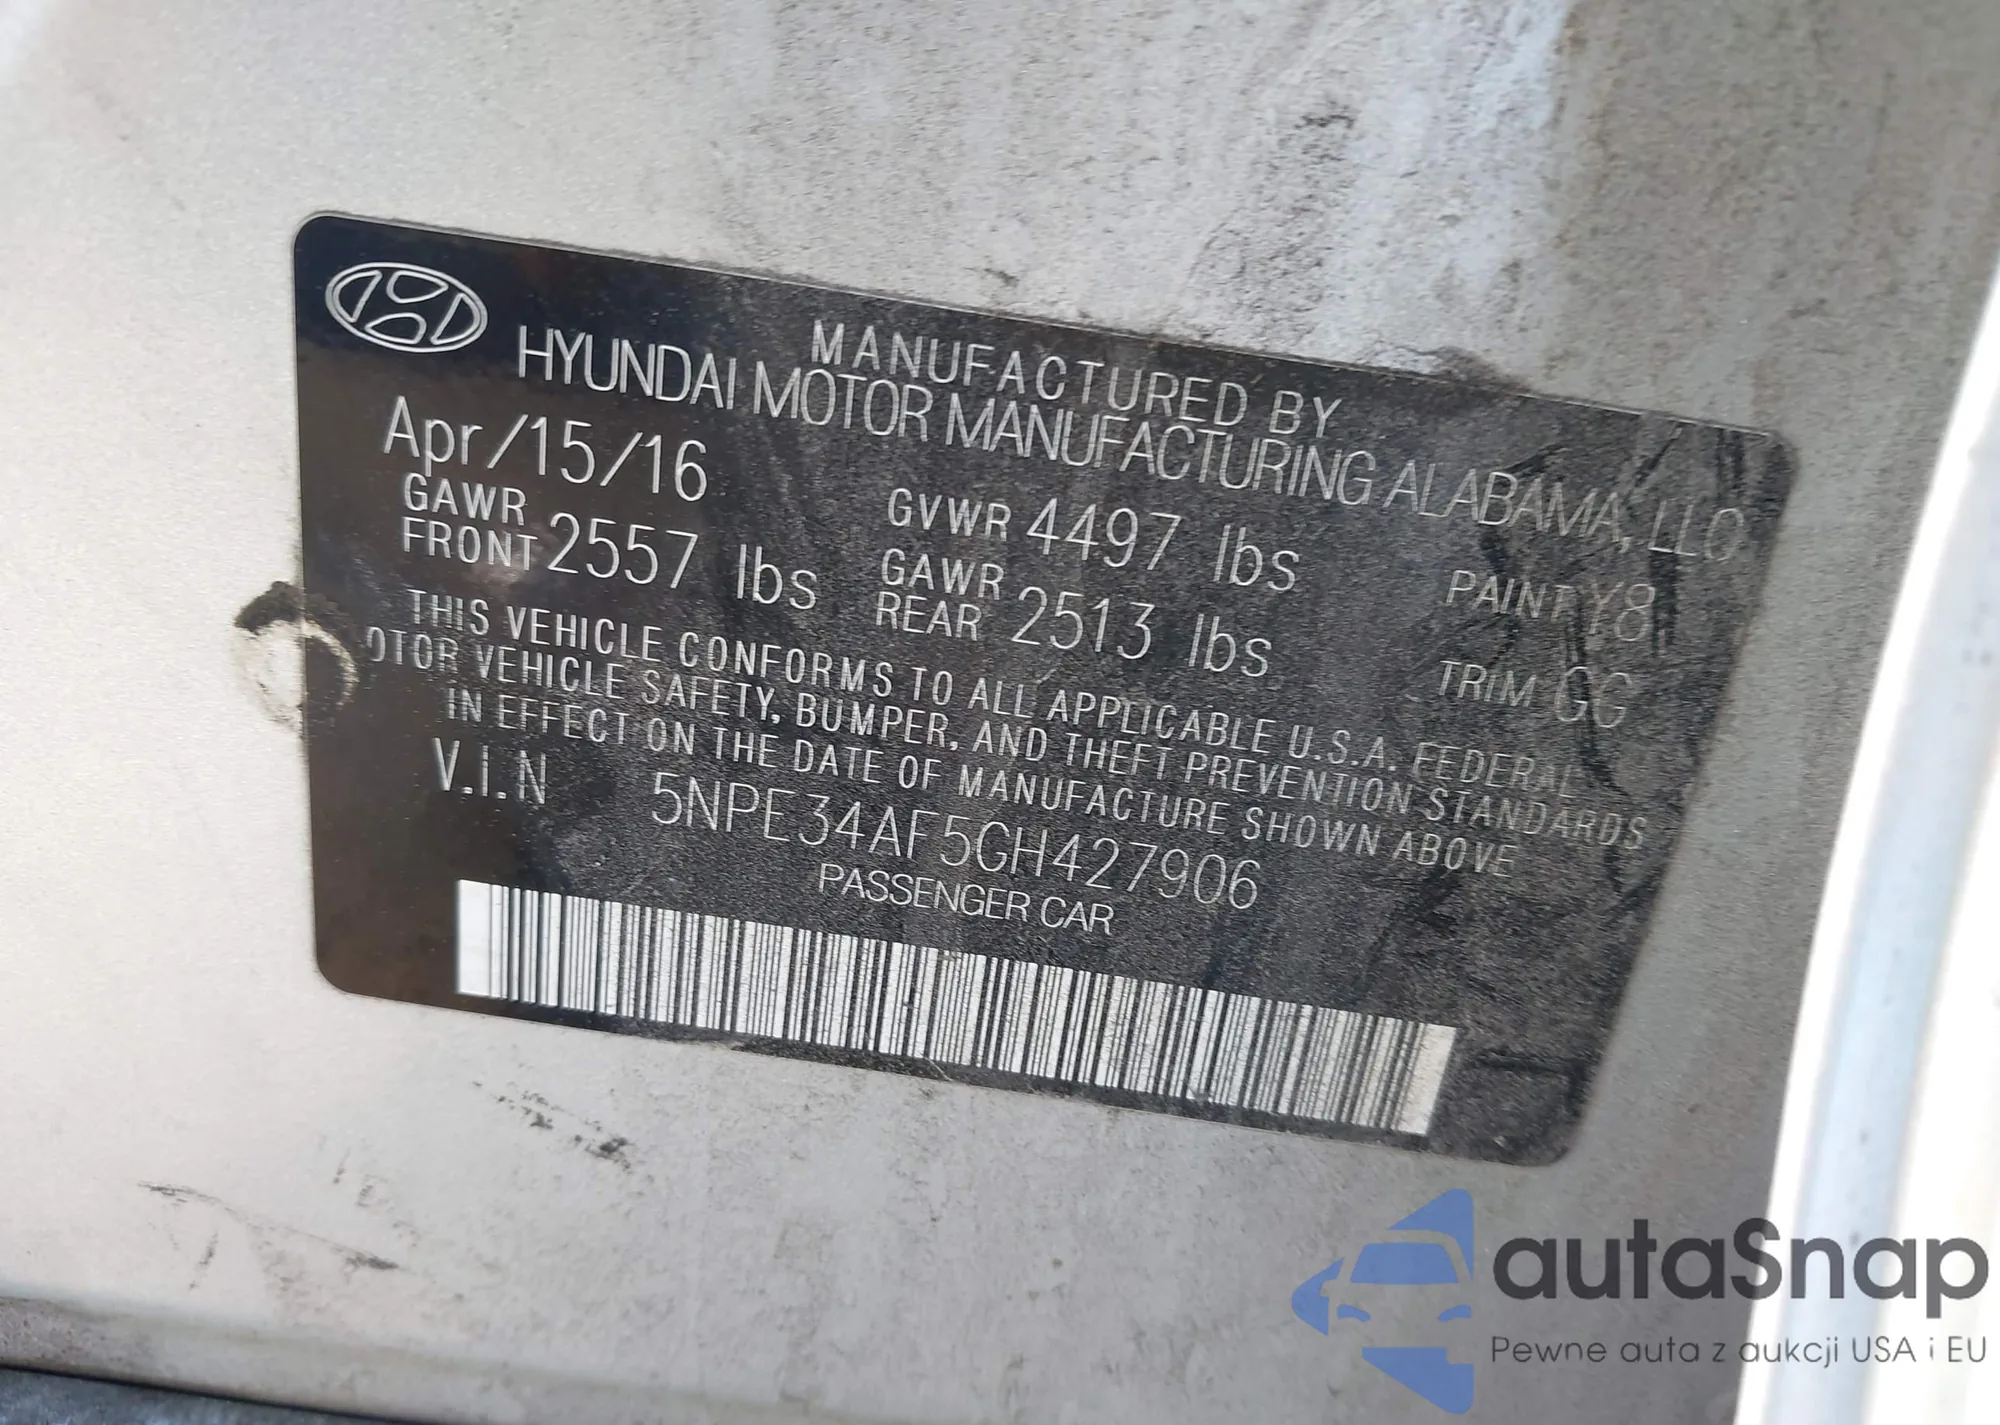 MANUFACTURED BY
HYUNDAI MOTOR MANUFACTURING ALABAMA, LLC
Apr/15/16 GVWR 4497 lbs PAINT Y8
GAWR FRONT 2557 lbs GAWR REAR 2513 lbs TRIM GG
THIS VEHICLE CONFORMS TO ALL APPLICABLE U.S.A. FEDERAL
OTOR VEHICLE SAFETY, BUMPER, AND THEFT PREVENTION STANDARDS
IN EFFECT ON THE DATE OF MANUFACTURE SHOWN ABOVE
V.I.N 5NPE34AF5GH427906
PASSENGER CAR
autaSnap
Pewne auta z aukcji USA i EU